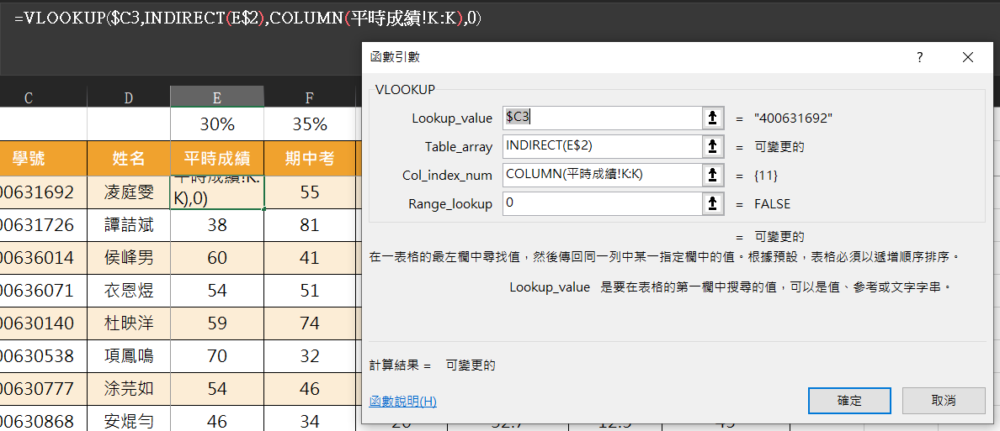 =VLOOKUP($C3,INDIRECT(E$2),COLUMN(平時成績!K:K),0)
函數引數
?
VLOOKUP
Lookup_value $C3 = "400631692"
Table_array INDIRECT(E$2) = 可變更的
Col_index_num COLUMN(平時成績!K:K) = {11}
Range_lookup 0 = FALSE
= 可變更的
在一表格的最左欄中尋找值，然後傳回同一列中某一指定欄中的值。根據預設，表格必須以遞增順序排序。
Lookup_value 是要在表格的第一欄中搜尋的值，可以是值、參考或文字字串。
計算結果 = 可變更的
函數說明(H)
確定 取消
C D E F
30% 35%
學號 姓名 平時成績 期中考
00631692 凌庭雯 平時成績!K: 55
K),0)
00631726 譚詰斌 38 81
00636014 侯峰男 60 41
00636071 衣恩煜 54 51
00630140 杜映洋 59 74
00630538 項鳳鳴 70 32
00630777 涂芫如 54 46
00630868 安焜勻 46 34